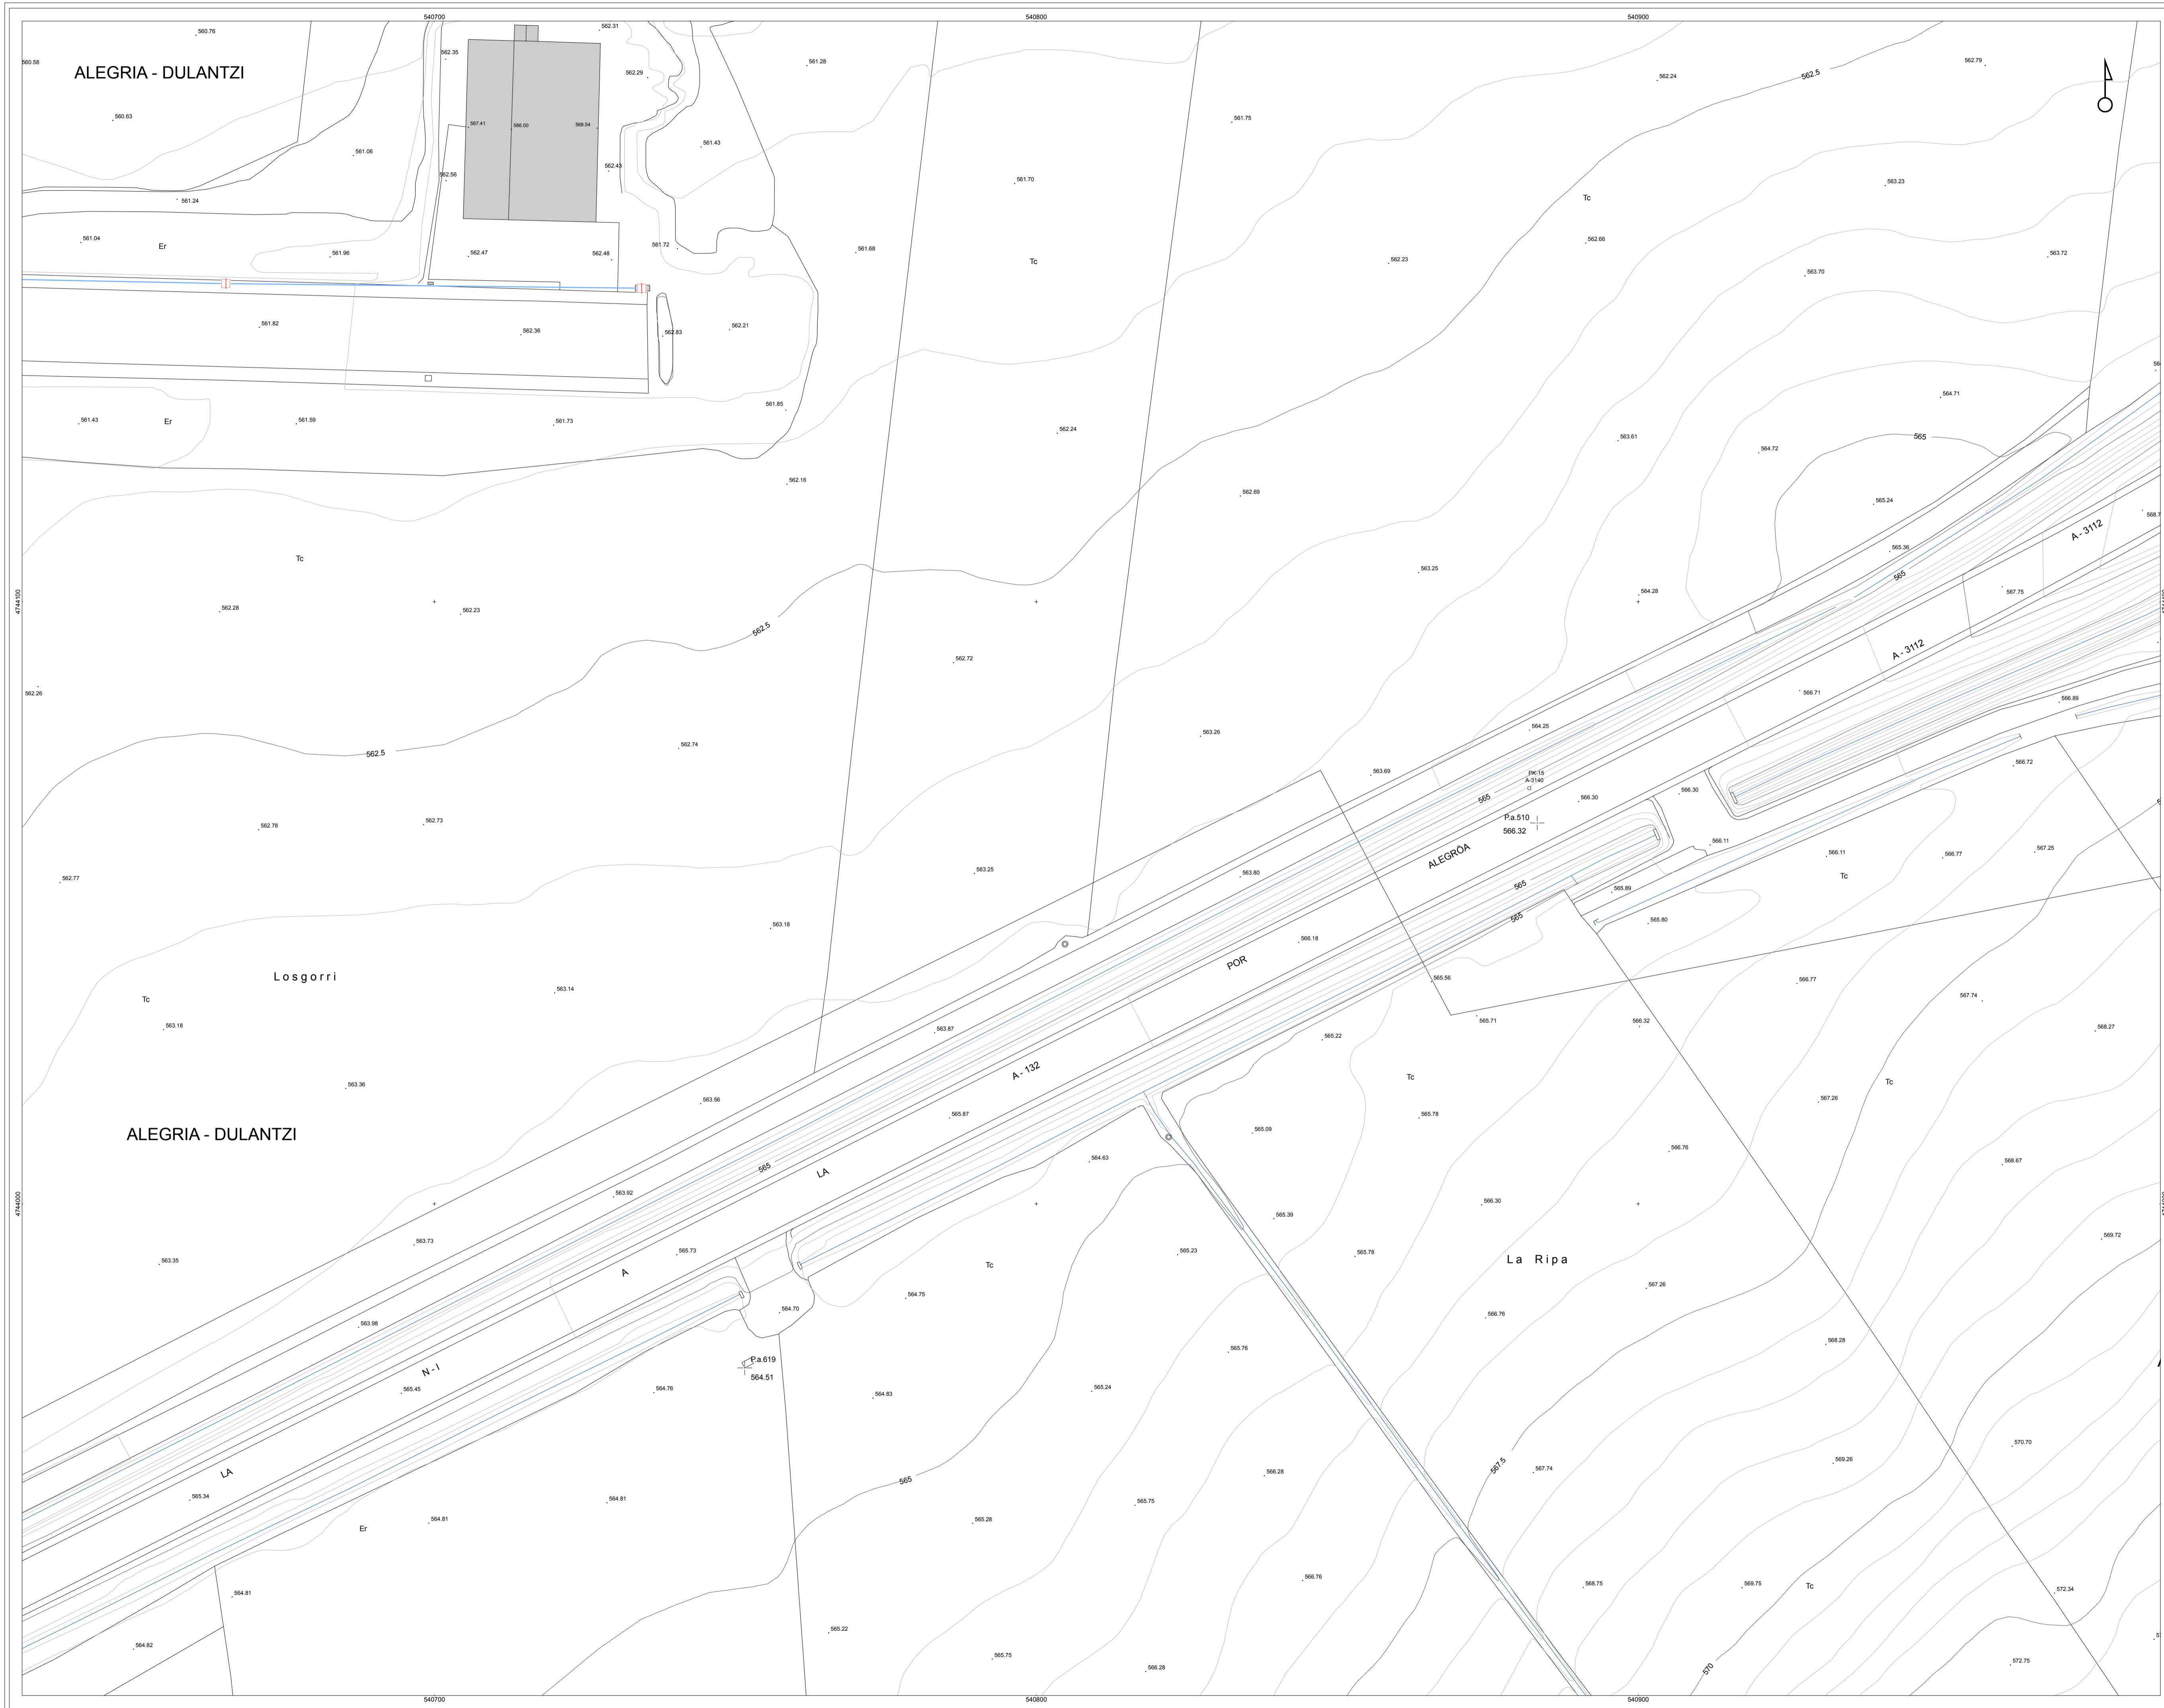 540700 540800 540900
560.76 562.31
562.35
560.58 561.28 562.79
ALEGRIA - DULANTZI 562.29 562.24 562.5
560.63 567.41 566.00 568.54 561.75
561.06 561.43
562.56 562.43 561.70 563.23
561.24 Tc
561.04 Er 561.96 562.47 562.48 561.72 561.68 562.66
Tc 562.23 563.72
563.70
561.82 562.36 562.83 562.21
564.71
561.85
561.43 Er 561.59 561.73 562.24 563.61 565
564.72
562.16 562.69 565.24
A - 3112
565.36
Tc 563.25 565
4744100 562.28 562.23 564.28 567.75
562.5
A - 3112
562.72
562.26 566.71 566.89
562.74 563.26 564.25
562.5 563.69 566.72
PK-15
A-3140
565 566.30 566.30
562.78 562.73 P.a.510
566.32
566.11
ALEGRÖA 566.11 566.77 567.25
562.77 563.25 563.80 Tc
565 565.89
563.18 565 565.80
566.18
POR
Losgorri 565.56 566.77
Tc 563.14 567.74
563.18 563.87 565.71 566.32 568.27
565.22
A - 132 Tc Tc
563.36 563.56 565.87 565.78 567.26
ALEGRIA - DULANTZI 565.09
564.63 566.76
565 LA 568.67
4744000 563.92 566.30
565.39
563.73 565.73 565.23 565.78 569.72
563.35 A Tc La Ripa
564.75 567.26
564.70 566.76
563.98 568.28
P.a.619 565.76
N - I 564.51
565.45 564.76 564.83 565.24
570.70
LA 565 566.28 567.5 567.74 569.26
565.34 564.81 565.75
564.81 565.28
Er
566.76 568.75 569.75 Tc 572.34
564.81
565.22
564.82 565.75 566.28 570 572.75
540700 540800 540900